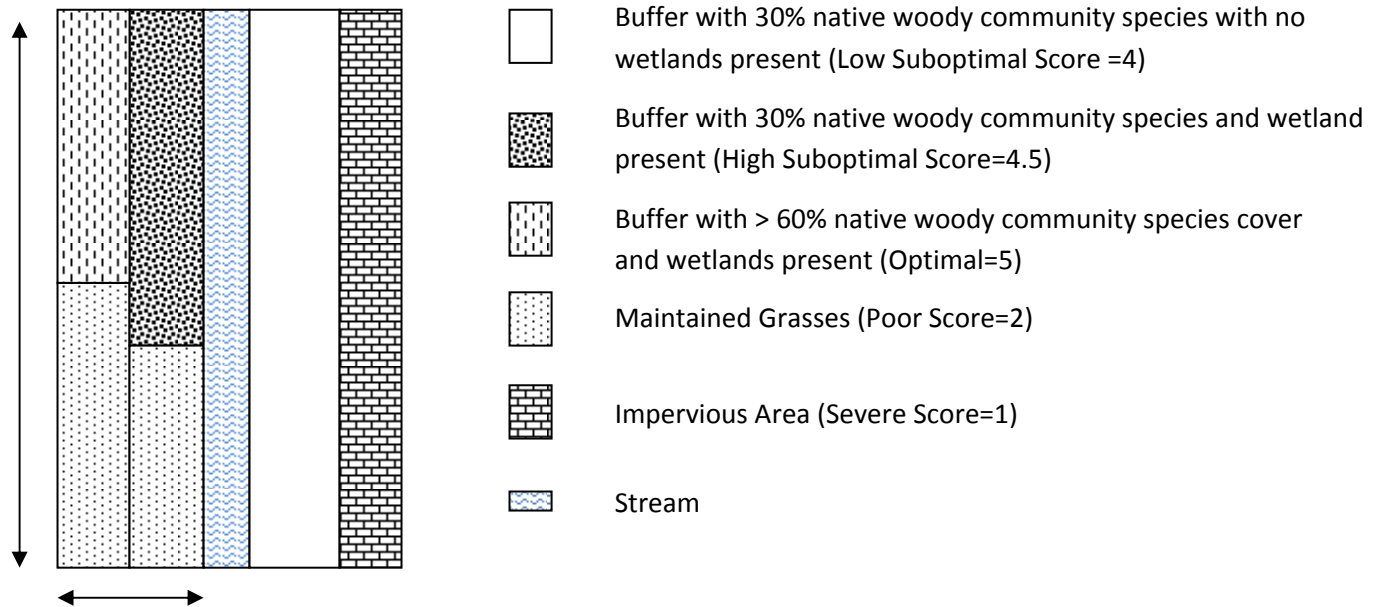 Buffer with 30% native woody community species with no
wetlands present (Low Suboptimal Score =4)
Buffer with 30% native woody community species and wetland
present (High Suboptimal Score=4.5)
Buffer with > 60% native woody community species cover
and wetlands present (Optimal=5)
Maintained Grasses (Poor Score=2)
Impervious Area (Severe Score=1)
Stream